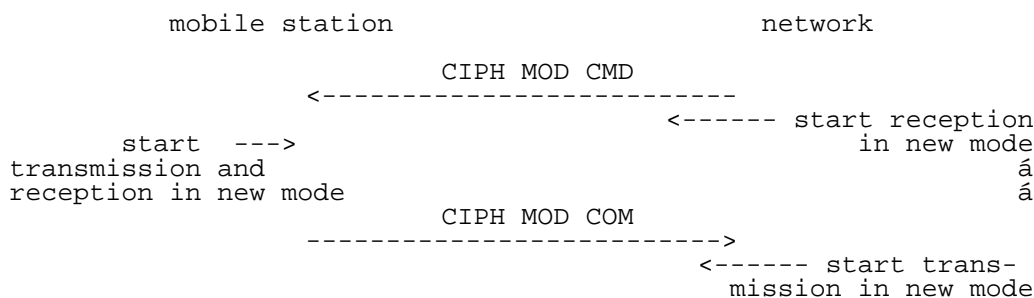 mobile station network
CIPH MOD CMD
<--------------------------
<------ start reception
start ---> in new mode
transmission and á
reception in new mode á
CIPH MOD COM
-------------------------->
<------ start trans-
mission in new mode